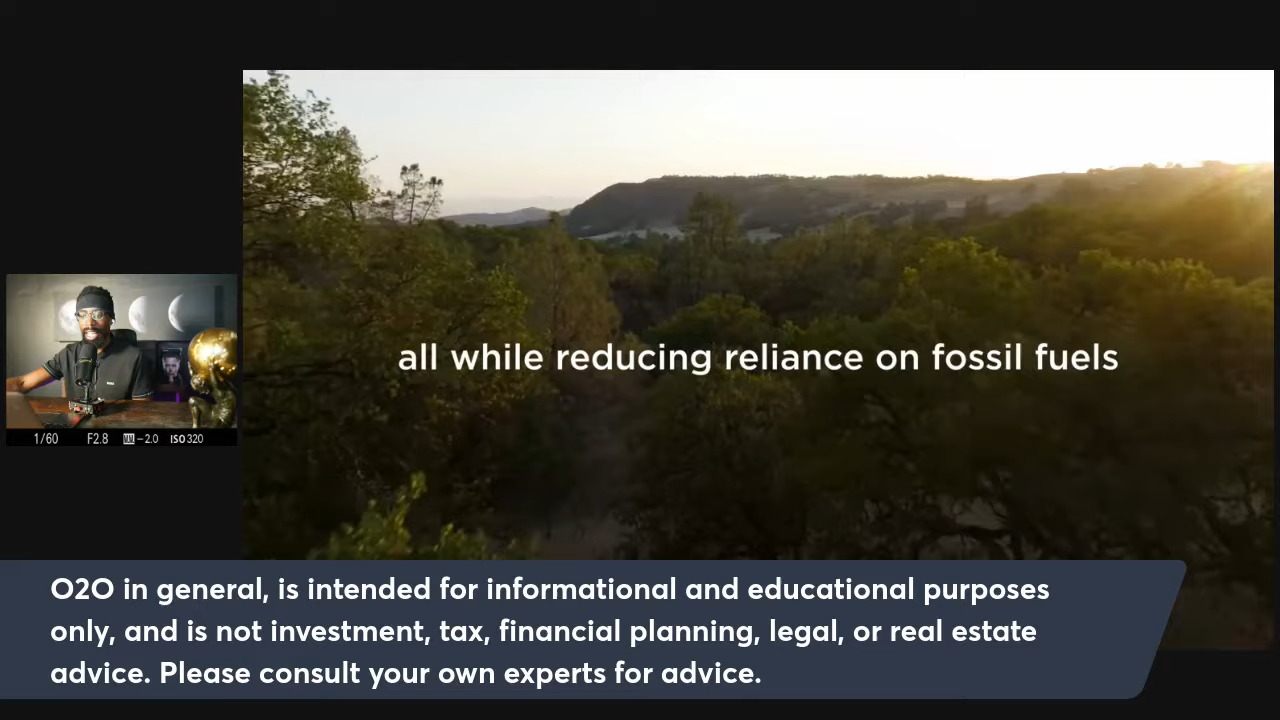 all while reducing reliance on fossil fuels
1/60 F2.8 -2.0 ISO 320
O2O in general, is intended for informational and educational purposes
only, and is not investment, tax, financial planning, legal, or real estate
advice. Please consult your own experts for advice.